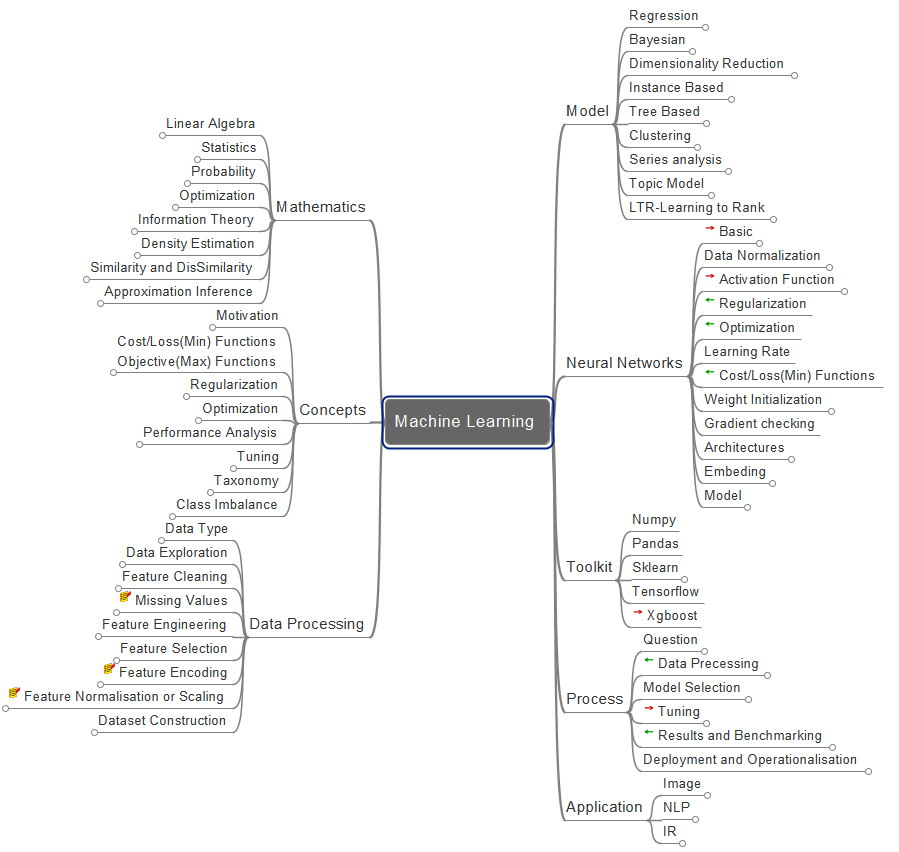 Machine Learning
Mathematics
Linear Algebra
Statistics
Probability
Optimization
Information Theory
Density Estimation
Similarity and DisSimilarity
Approximation Inference
Concepts
Motivation
Cost/Loss(Min) Functions
Objective(Max) Functions
Regularization
Optimization
Performance Analysis
Tuning
Taxonomy
Class Imbalance
Data Processing
Data Type
Data Exploration
Feature Cleaning
Missing Values
Feature Engineering
Feature Selection
Feature Encoding
Feature Normalisation or Scaling
Dataset Construction
Model
Regression
Bayesian
Dimensionality Reduction
Instance Based
Tree Based
Clustering
Series analysis
Topic Model
LTR-Learning to Rank
Neural Networks
Basic
Data Normalization
Activation Function
Regularization
Optimization
Learning Rate
Cost/Loss(Min) Functions
Weight Initialization
Gradient checking
Architectures
Embeding
Model
Toolkit
Numpy
Pandas
Sklearn
Tensorflow
Xgboost
Process
Question
Data Precessing
Model Selection
Tuning
Results and Benchmarking
Deployment and Operationalisation
Application
Image
NLP
IR